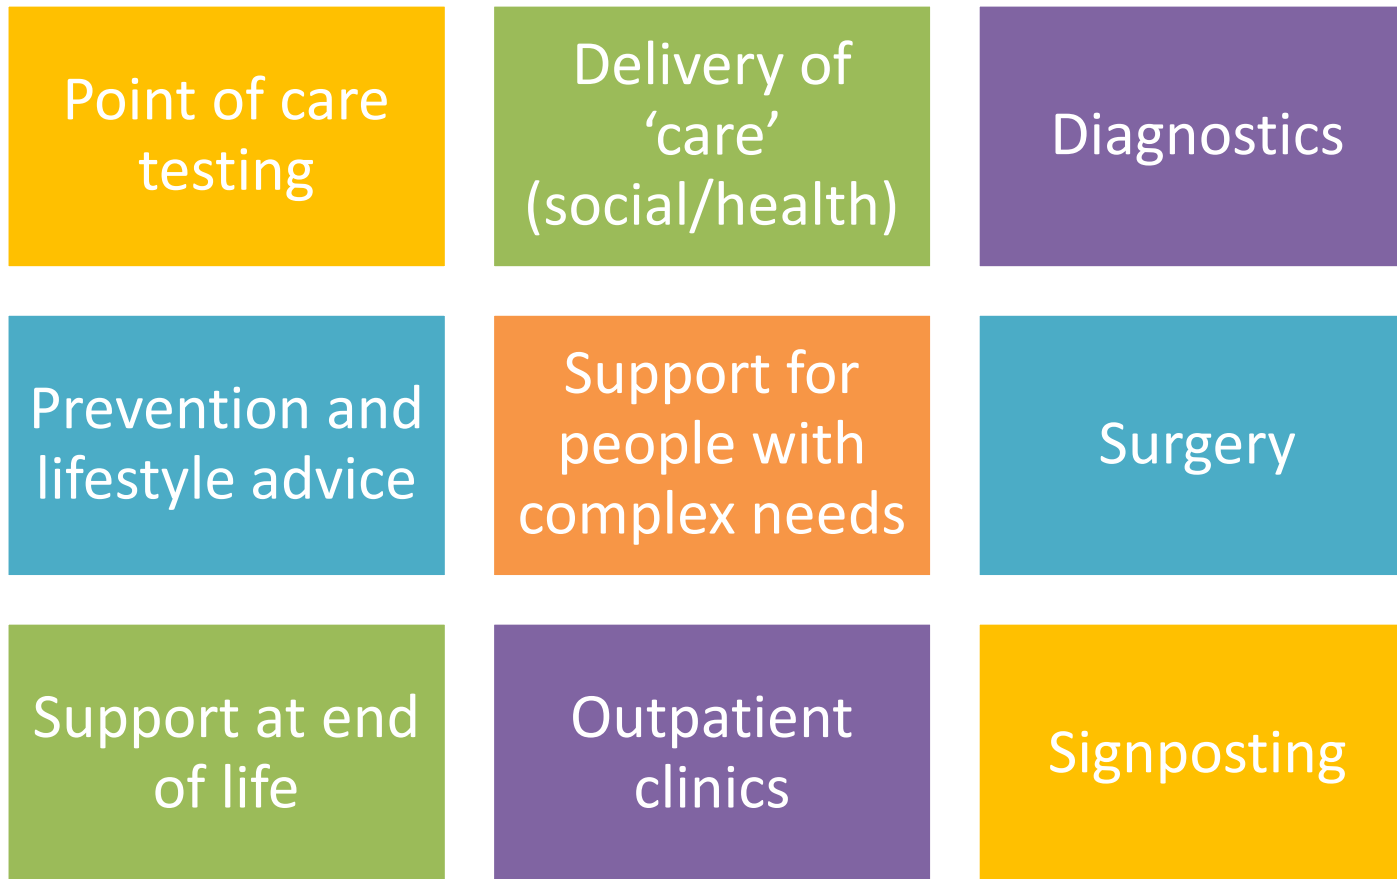 Point of care
testing
Delivery of
‘care’
(social/health)
Diagnostics
Prevention and
lifestyle advice
Support for
people with
complex needs
Surgery
Support at end
of life
Outpatient
clinics
Signposting